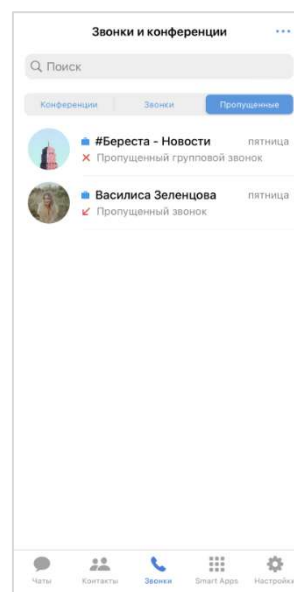 Звонки и конференции
Поиск
Конференции Звонки Пропущенные
#Береста - Новости пятница
Пропущенный групповой звонок
Василиса Зеленцова пятница
Пропущенный звонок
Чаты Контакты Звонки Smart Apps Настройки